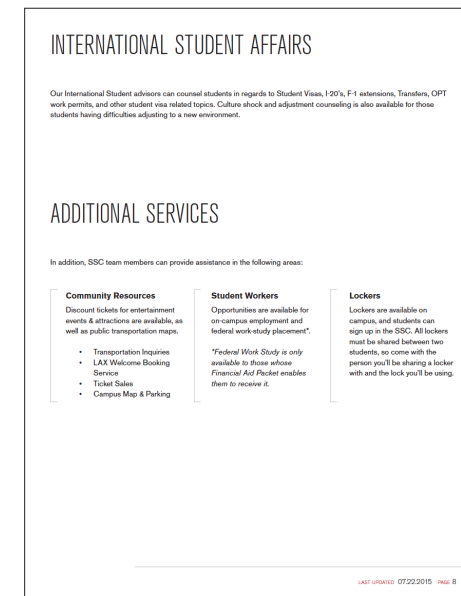 INTERNATIONAL STUDENT AFFAIRS
Our International Student advisors can counsel students in regards to Student Visas, I-20's, F-1 extensions, Transfers, OPT
work permits, and other student visa related topics. Culture shock and adjustment counseling is also available for those
students having difficulties adjusting to a new environment.
ADDITIONAL SERVICES
In addition, SSC team members can provide assistance in the following areas:
Community Resources
Discount tickets for entertainment
events & attractions are available, as
well as public transportation maps.
• Transportation Inquiries
• LAX Welcome Booking
Service
• Ticket Sales
• Campus Map & Parking
Student Workers
Opportunities are available for
on-campus employment and
federal work-study placement*.
*Federal Work Study is only
available to those whose
Financial Aid Packet enables
them to receive it.
Lockers
Lockers are available on
campus, and students can
sign up in the SSC. All lockers
must be shared between two
students, so come with the
person you'll be sharing a locker
with and the lock you'll be using.
LAST UPDATED 07.22.2015 PAGE 8